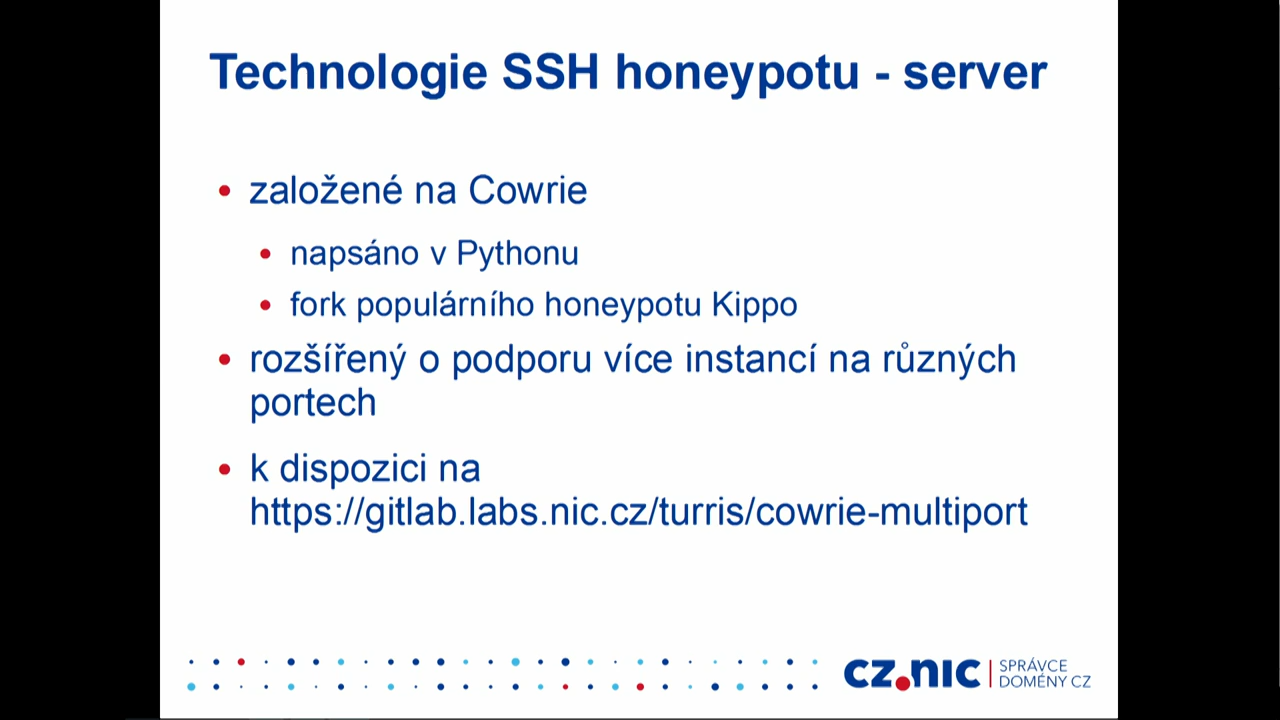 Technologie SSH honeypotu - server
• založené na Cowrie
• napsáno v Pythonu
• fork populárního honeypotu Kippo
• rozšířený o podporu více instancí na různých
portech
• k dispozici na
https://gitlab.labs.nic.cz/turris/cowrie-multiport
cz.nic | SPRÁVCE
DOMÉNY CZ